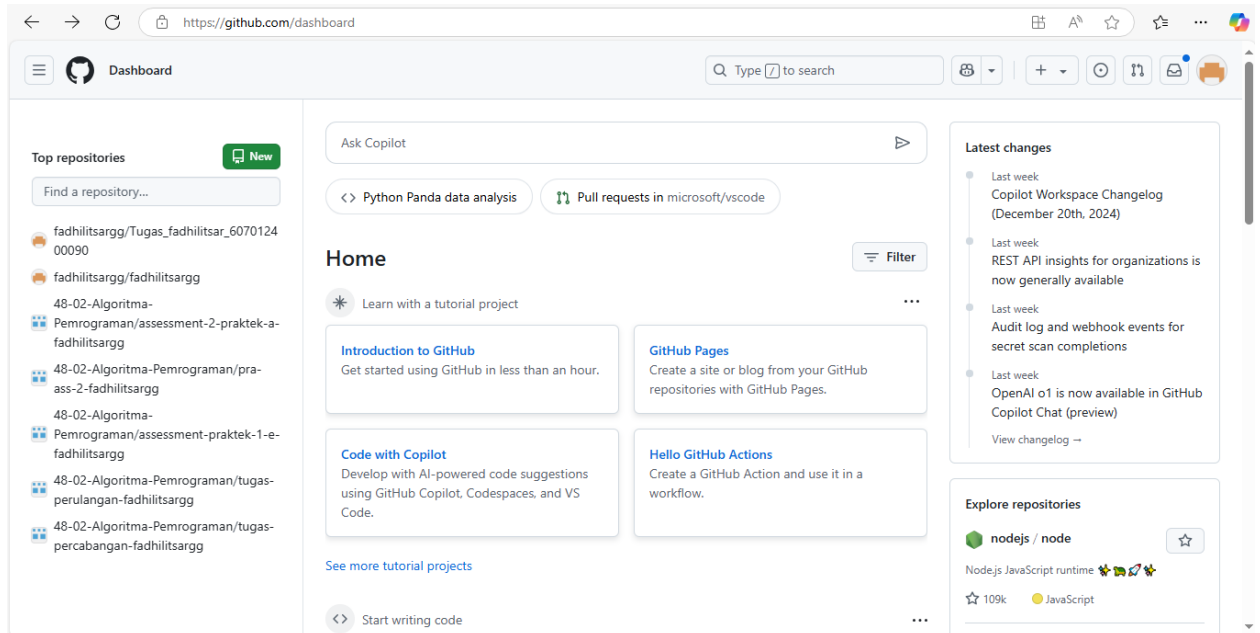 https://github.com/dashboard
Dashboard
Type / to search
Top repositories
New
Find a repository...
fadhilitsargg/Tugas_fadhilitsar_6070124
00090
fadhilitsargg/fadhilitsargg
48-02-Algoritma-
Pemrograman/assessment-2-praktek-a-
fadhilitsargg
48-02-Algoritma-Pemrograman/pra-
ass-2-fadhilitsargg
48-02-Algoritma-
Pemrograman/assessment-praktek-1-e-
fadhilitsargg
48-02-Algoritma-Pemrograman/tugas-
perulangan-fadhilitsargg
48-02-Algoritma-Pemrograman/tugas-
percabangan-fadhilitsargg
Ask Copilot
Python Panda data analysis
Pull requests in microsoft/vscode
Home
Filter
Learn with a tutorial project
Introduction to GitHub
Get started using GitHub in less than an hour.
GitHub Pages
Create a site or blog from your GitHub
repositories with GitHub Pages.
Code with Copilot
Develop with AI-powered code suggestions
using GitHub Copilot, Codespaces, and VS
Code.
Hello GitHub Actions
Create a GitHub Action and use it in a
workflow.
See more tutorial projects
Start writing code
Latest changes
Last week
Copilot Workspace Changelog
(December 20th, 2024)
Last week
REST API insights for organizations is
now generally available
Last week
Audit log and webhook events for
secret scan completions
Last week
OpenAI o1 is now available in GitHub
Copilot Chat (preview)
View changelog →
Explore repositories
nodejs / node
Node.js JavaScript runtime ✨🐢🚀✨
109k
JavaScript